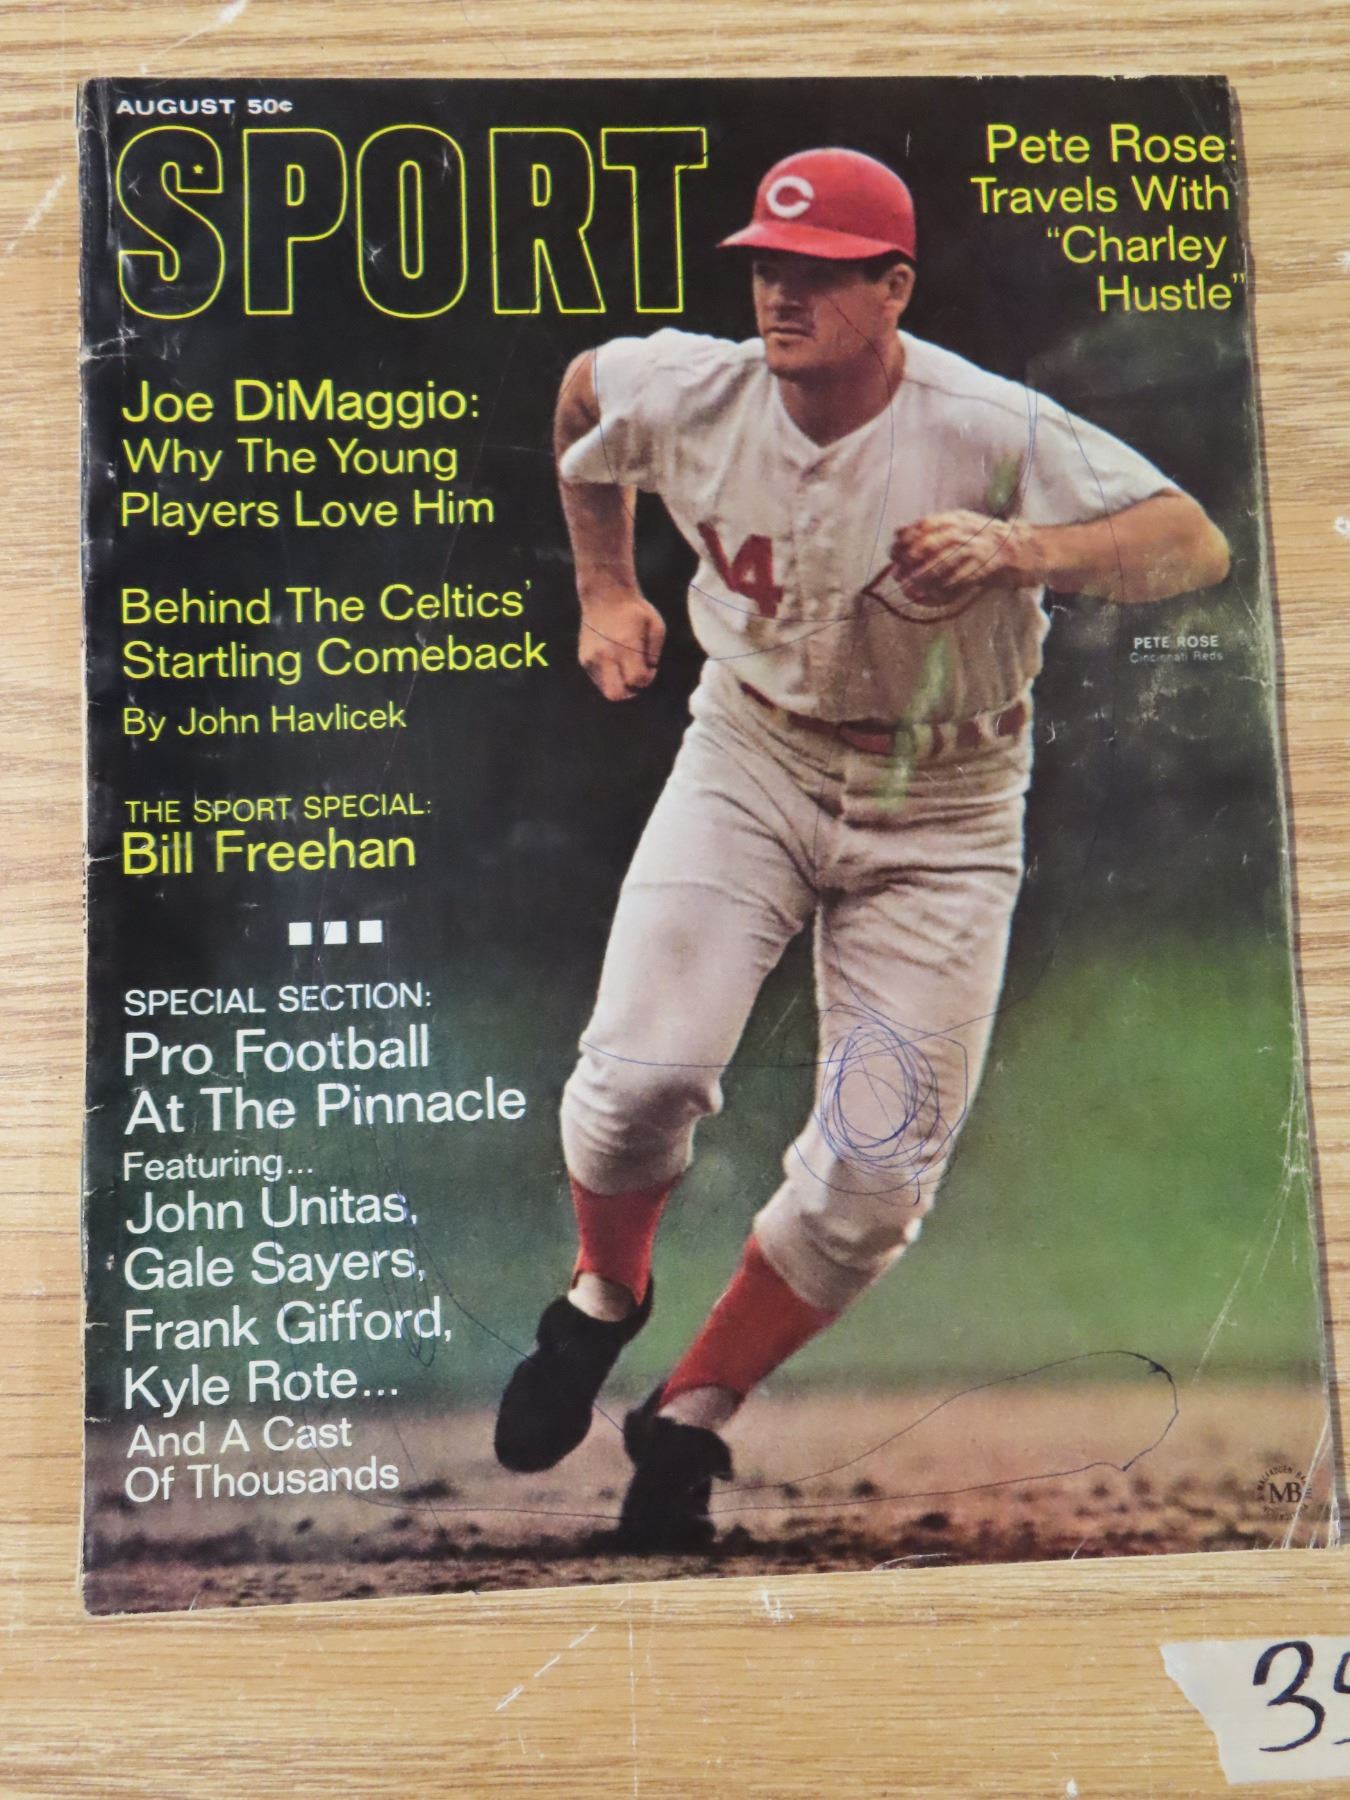 AUGUST 50¢
SPORT
Pete Rose:
Travels With
"Charley
Hustle"
C
Joe DiMaggio:
Why The Young
Players Love Him
Behind The Celtics'
Startling Comeback
By John Havlicek
14
PETE ROSE
Cincinnati Reds
THE SPORT SPECIAL:
Bill Freehan
SPECIAL SECTION:
Pro Football
At The Pinnacle
Featuring...
John Unitas,
Gale Sayers,
Frank Gifford,
Kyle Rote...
And A Cast
Of Thousands
MB